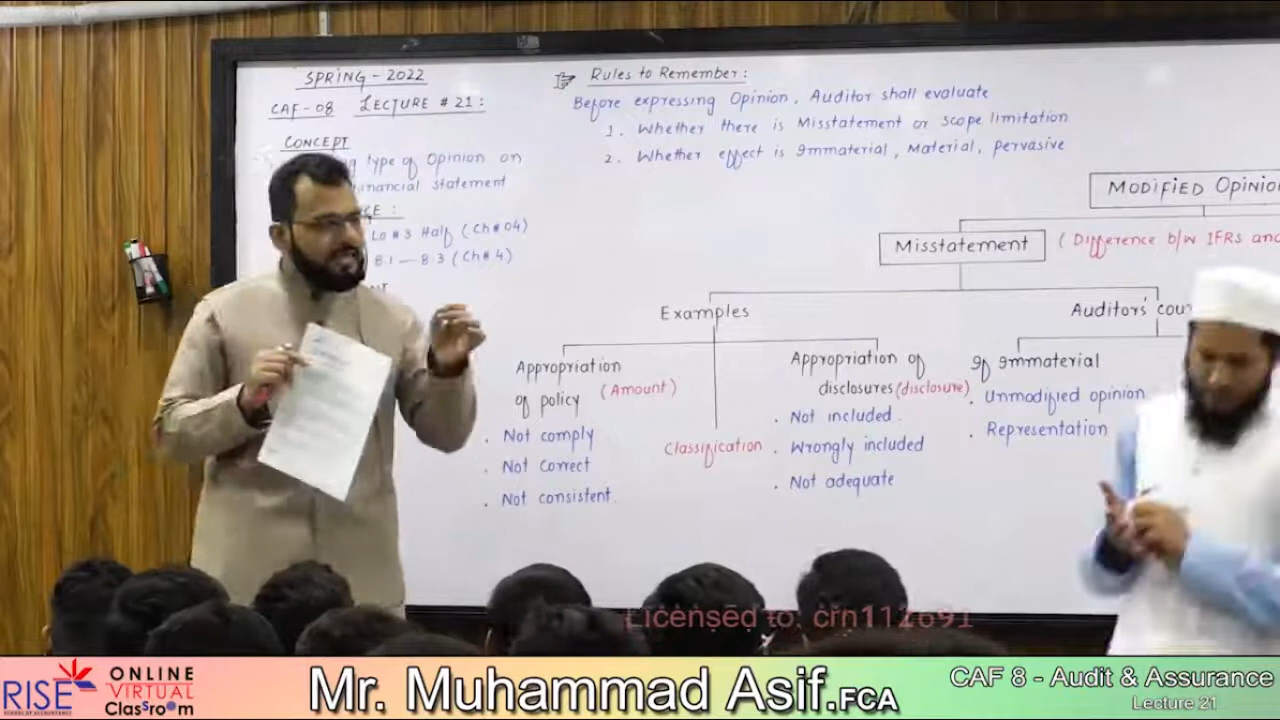 SPRING - 2022
CAF - 08 LECTURE # 21 :
CONCEPT
type of Opinion on
financial statement
Lo # 3 Half (Ch# 04)
8.1 — 8.3 (Ch# 4)
Rules to Remember :
Before expressing Opinion, Auditor shall evaluate
1. Whether there is Misstatement or scope limitation
2. Whether effect is Immaterial, Material, pervasive
MODIFIED OPINIO
Misstatement
( Difference b/w IFRs and
Examples
Auditors' cou
Appropriation
of policy
(Amount)
. Not comply
. Not correct
. Not consistent
Classification
Appropriation of
disclosures (disclosure)
. Not included
. Wrongly included
. Not adequate
If Immaterial
. Unmodified opinion
. Representation
Licensed to: crn112691
RISE
SCHOOL OF ACCOUNTANCY
ONLINE
VIRTUAL
Classroom
Mr. Muhammad Asif.FCA
CAF 8 - Audit & Assurance
Lecture 21